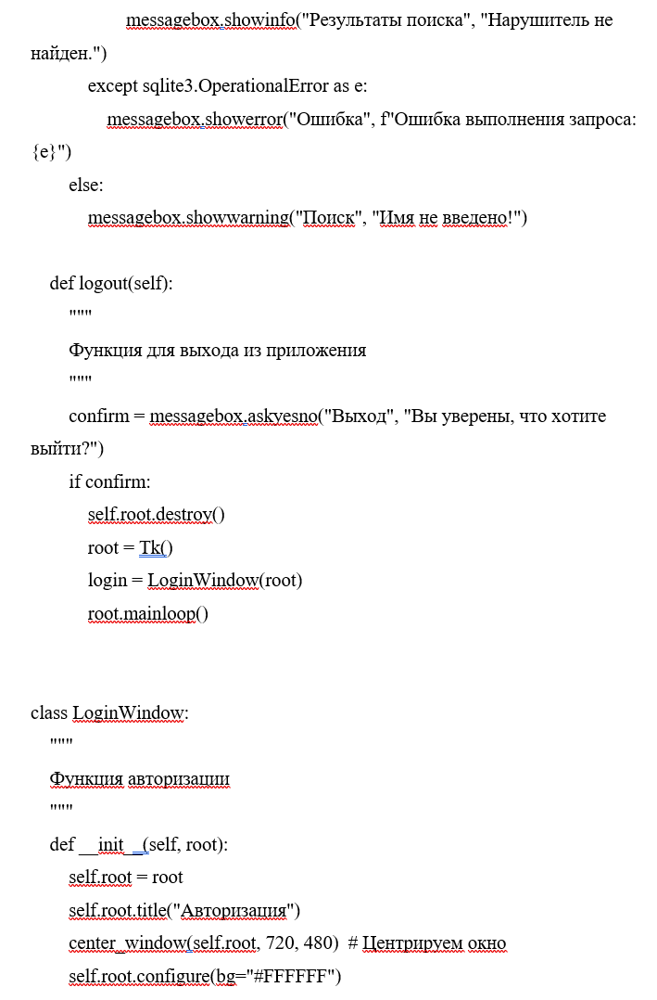 messagebox.showinfo("Результаты поиска", "Нарушитель не
найден.")
except sqlite3.OperationalError as e:
messagebox.showerror("Ошибка", f"Ошибка выполнения запроса:
{e}")
else:
messagebox.showwarning("Поиск", "Имя не введено!")
def logout(self):
"""
Функция для выхода из приложения
"""
confirm = messagebox.askyesno("Выход", "Вы уверены, что хотите
выйти?")
if confirm:
self.root.destroy()
root = Tk()
login = LoginWindow(root)
root.mainloop()
class LoginWindow:
"""
Функция авторизации
"""
def __init__(self, root):
self.root = root
self.root.title("Авторизация")
center_window(self.root, 720, 480)  # Центрируем окно
self.root.configure(bg="#FFFFFF")